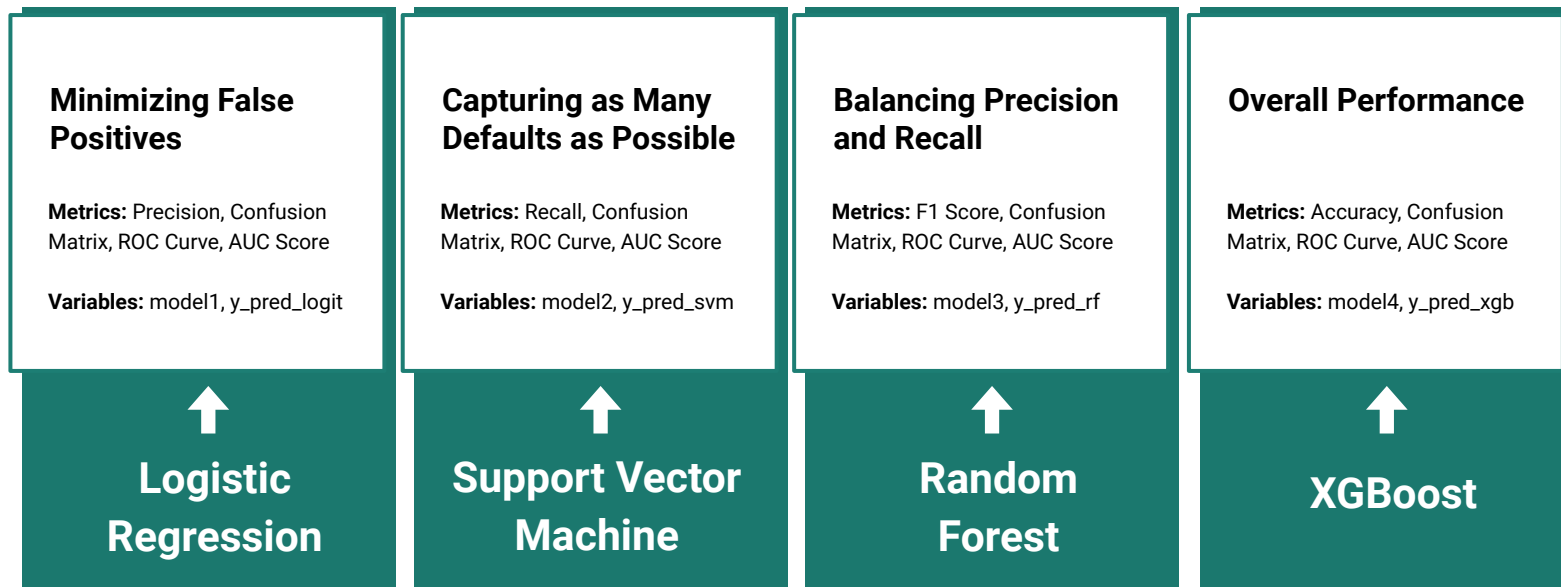 Minimizing False
Positives
Metrics: Precision, Confusion
Matrix, ROC Curve, AUC Score
Variables: model1, y_pred_logit
Logistic
Regression
Capturing as Many
Defaults as Possible
Metrics: Recall, Confusion
Matrix, ROC Curve, AUC Score
Variables: model2, y_pred_svm
Support Vector
Machine
Balancing Precision
and Recall
Metrics: F1 Score, Confusion
Matrix, ROC Curve, AUC Score
Variables: model3, y_pred_rf
Random
Forest
Overall Performance
Metrics: Accuracy, Confusion
Matrix, ROC Curve, AUC Score
Variables: model4, y_pred_xgb
XGBoost